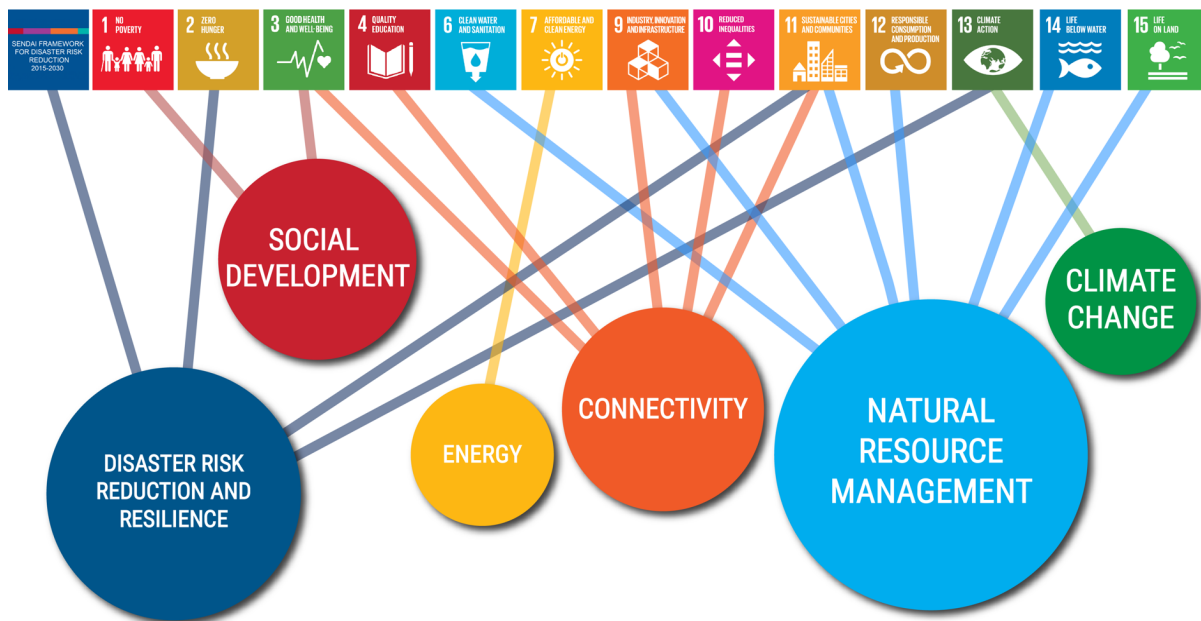 SENDAI FRAMEWORK
FOR DISASTER RISK
REDUCTION
2015-2030
1 NO
POVERTY
2 ZERO
HUNGER
3 GOOD HEALTH
AND WELL-BEING
4 QUALITY
EDUCATION
6 CLEAN WATER
AND SANITATION
7 AFFORDABLE AND
CLEAN ENERGY
9 INDUSTRY, INNOVATION
AND INFRASTRUCTURE
10 REDUCED
INEQUALITIES
11 SUSTAINABLE CITIES
AND COMMUNITIES
12 RESPONSIBLE
CONSUMPTION
AND PRODUCTION
13 CLIMATE
ACTION
14 LIFE
BELOW WATER
15 LIFE
ON LAND
SOCIAL
DEVELOPMENT
CLIMATE
CHANGE
DISASTER RISK
REDUCTION AND
RESILIENCE
ENERGY
CONNECTIVITY
NATURAL
RESOURCE
MANAGEMENT